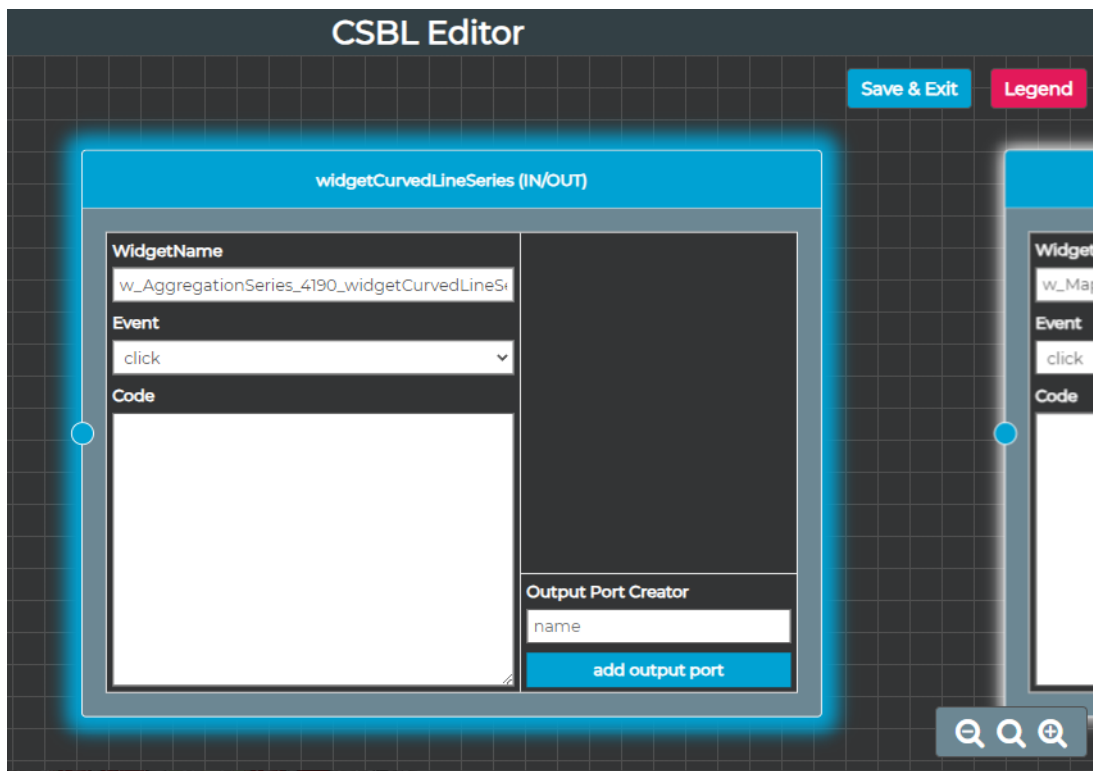 CSBL Editor
Save & Exit
Legend
widgetCurvedLineSeries (IN/OUT)
WidgetName
w_AggregationSeries_4190_widgetCurvedLineS
Event
click
Code
Output Port Creator
name
add output port
Widget
w_Map
Event
click
Code